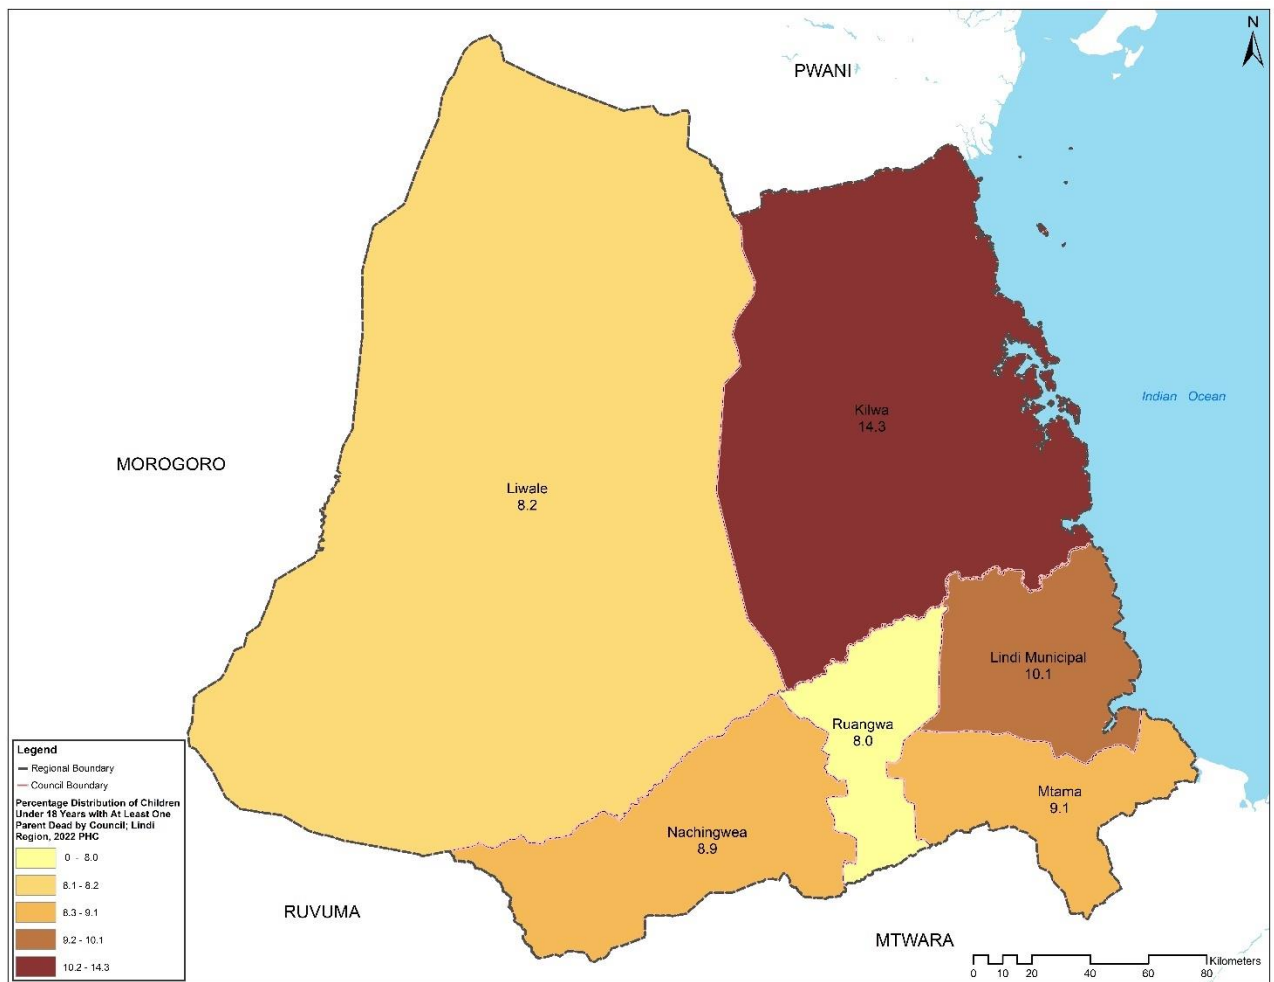 N
PWANI
Indian Ocean
Kilwa
14.3
MOROGORO
Liwale
8.2
Lindi Municipal
10.1
Ruangwa
8.0
Mtama
9.1
Nachingwea
8.9
RUVUMA
MTWARA
Legend
Regional Boundary
Council Boundary
Percentage Distribution of Children
Under 18 Years with At Least One
Parent Dead by Council; Lindi
Region, 2022 PHC
0 - 8.0
8.1 - 8.2
8.3 - 9.1
9.2 - 10.1
10.2 - 14.3
Kilometers
0 10 20 40 60 80